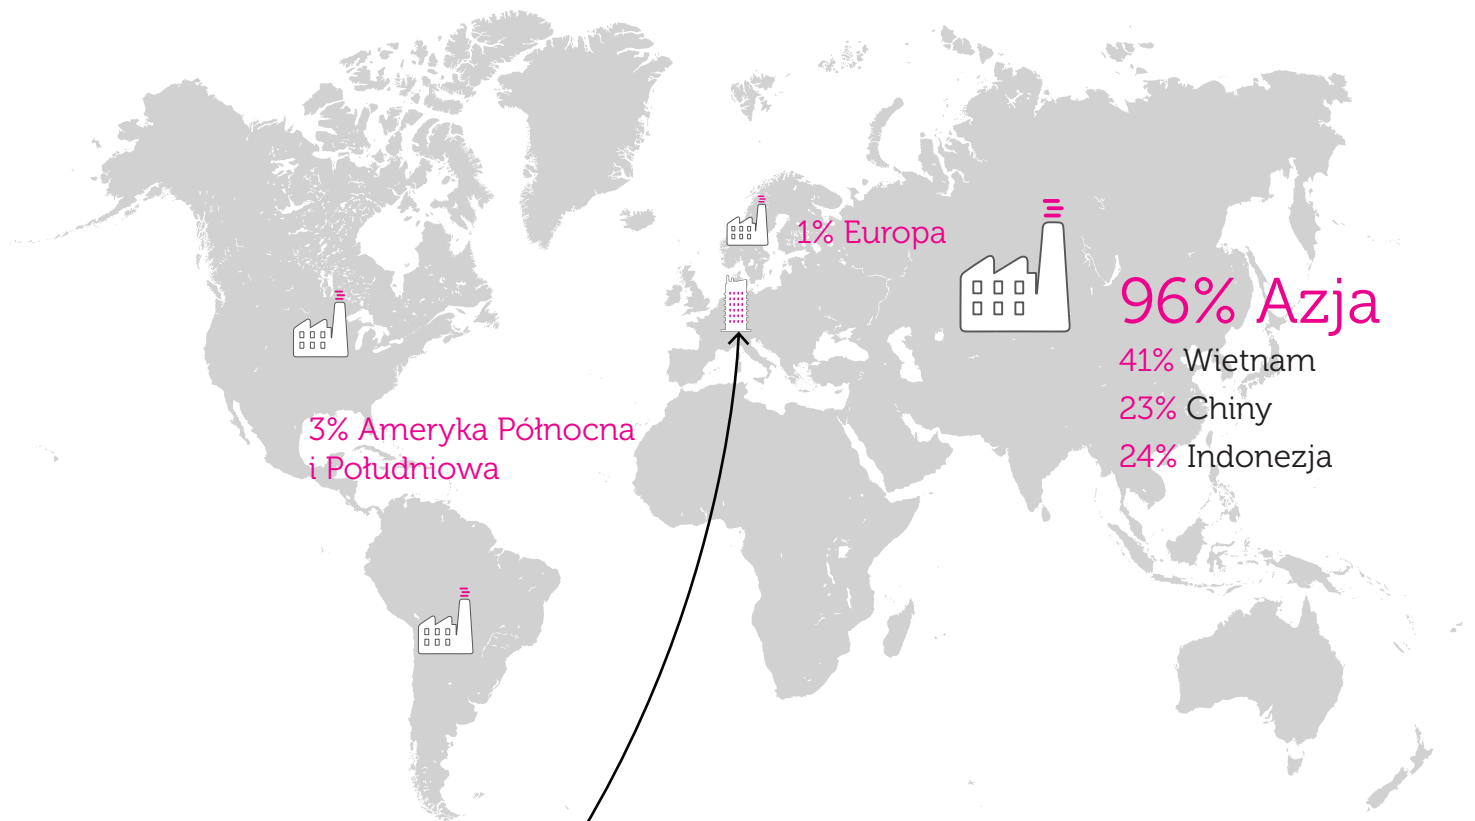 1% Europa
96% Azja
41% Wietnam
23% Chiny
24% Indonezja
3% Ameryka Północna
i Południowa